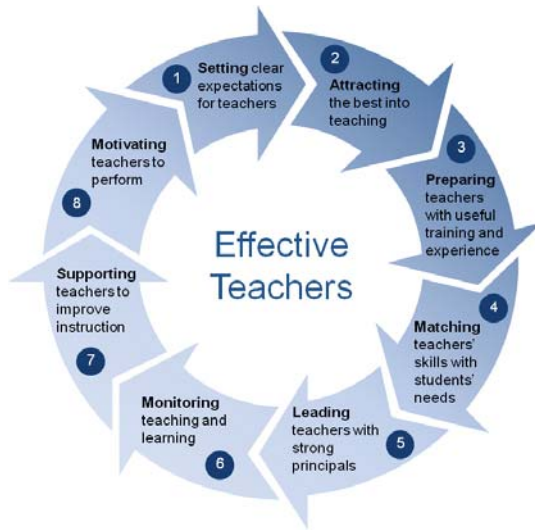 Effective
Teachers
1
Setting clear
expectations
for teachers
2
Attracting
the best into
teaching
3
Preparing
teachers
with useful
training and
experience
4
Matching
teachers'
skills with
students'
needs
5
Leading
teachers with
strong
principals
6
Monitoring
teaching and
learning
7
Supporting
teachers to
improve
instruction
8
Motivating
teachers to
perform